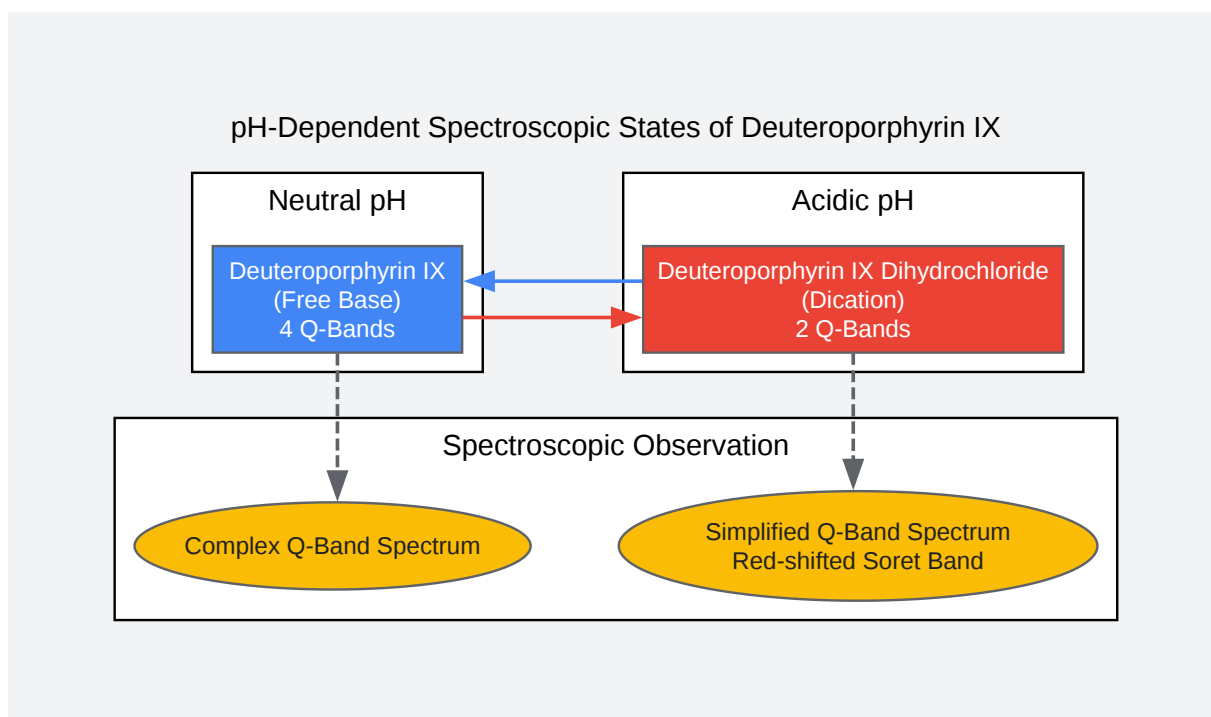 pH-Dependent Spectroscopic States of Deuteroporphyrin IX
Neutral pH
Deuteroporphyrin IX
(Free Base)
4 Q-Bands
Acidic pH
Deuteroporphyrin IX Dihydrochloride
(Dication)
2 Q-Bands
Spectroscopic Observation
Complex Q-Band Spectrum
Simplified Q-Band Spectrum
Red-shifted Soret Band